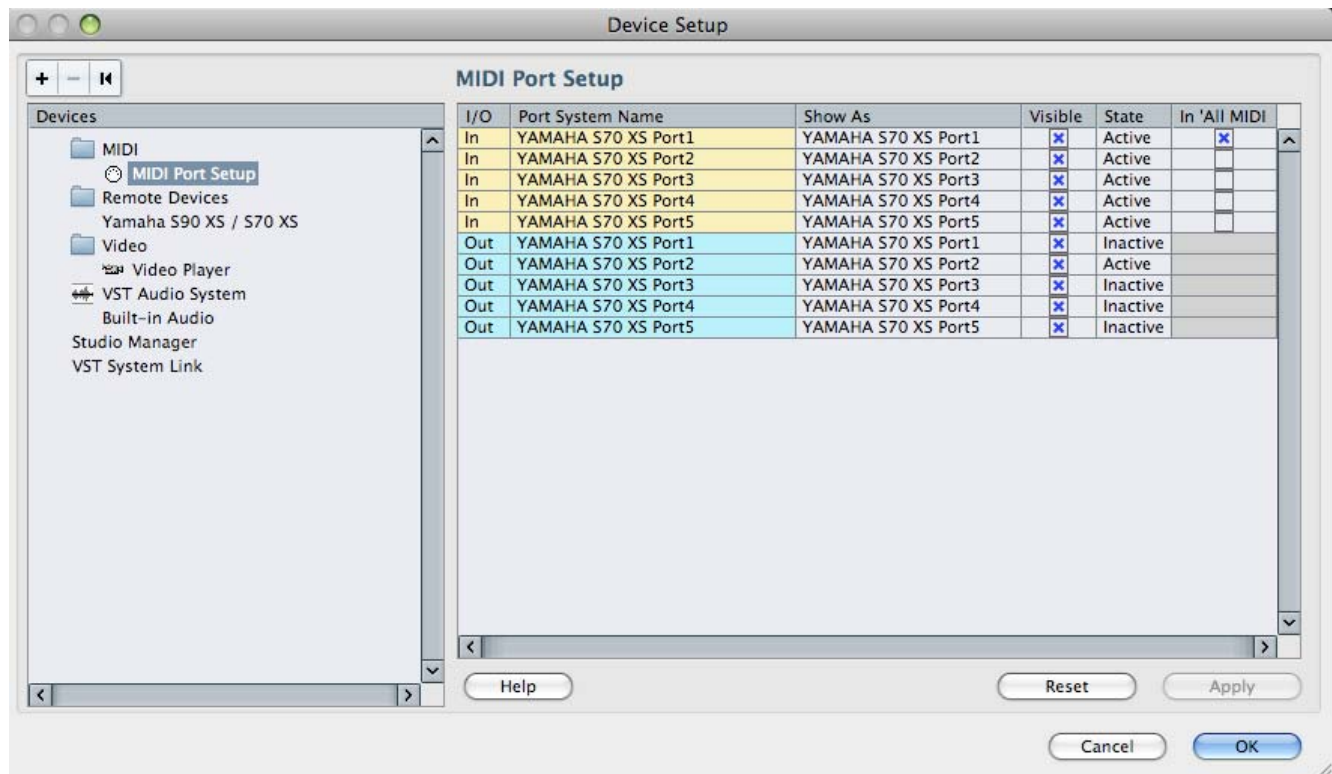 Device Setup
+ –
Devices
MIDI
MIDI Port Setup
Remote Devices
Yamaha S90 XS / S70 XS
Video
Video Player
VST Audio System
Built-in Audio
Studio Manager
VST System Link
MIDI Port Setup
I/O Port System Name Show As Visible State In 'All MIDI
In YAMAHA S70 XS Port1 YAMAHA S70 XS Port1 Active
In YAMAHA S70 XS Port2 YAMAHA S70 XS Port2 Active
In YAMAHA S70 XS Port3 YAMAHA S70 XS Port3 Active
In YAMAHA S70 XS Port4 YAMAHA S70 XS Port4 Active
In YAMAHA S70 XS Port5 YAMAHA S70 XS Port5 Active
Out YAMAHA S70 XS Port1 YAMAHA S70 XS Port1 Inactive
Out YAMAHA S70 XS Port2 YAMAHA S70 XS Port2 Active
Out YAMAHA S70 XS Port3 YAMAHA S70 XS Port3 Inactive
Out YAMAHA S70 XS Port4 YAMAHA S70 XS Port4 Inactive
Out YAMAHA S70 XS Port5 YAMAHA S70 XS Port5 Inactive
Help Reset Apply
Cancel OK